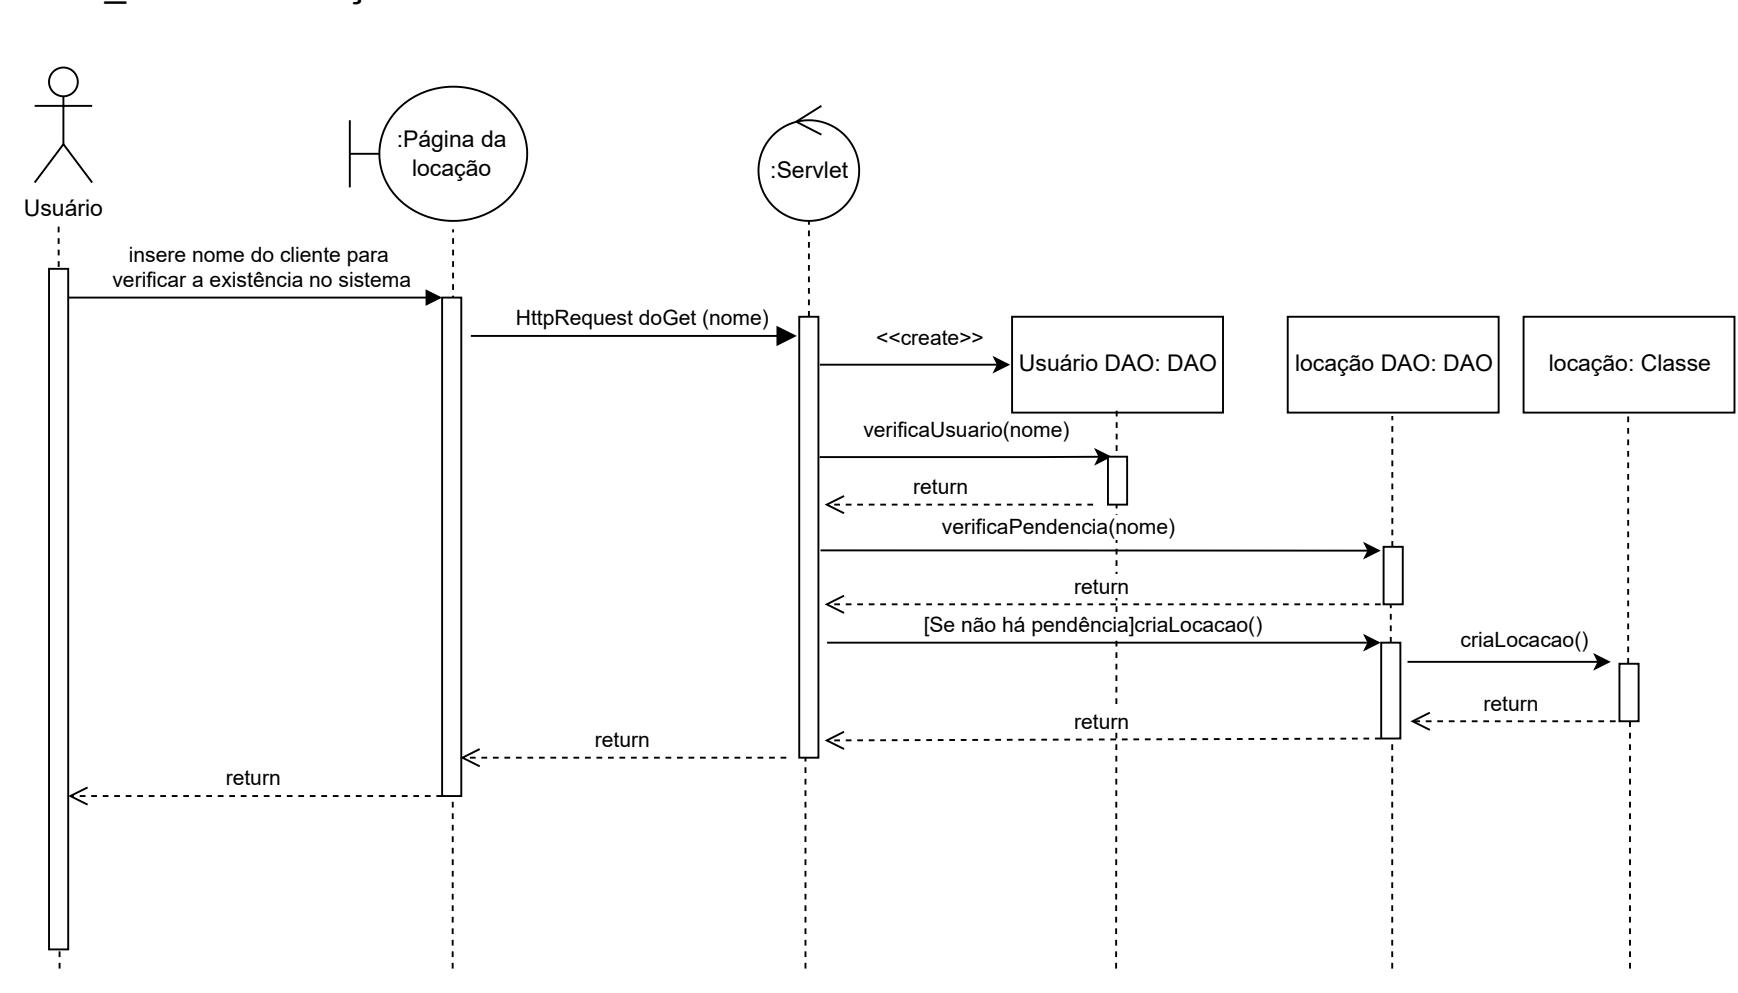 :Página da
locação
:Servlet
Usuário
insere nome do cliente para
verificar a existência no sistema
HttpRequest doGet (nome)
<<create>>
Usuário DAO: DAO
locação DAO: DAO
locação: Classe
verificaUsuario(nome)
return
verificaPendencia(nome)
return
[Se não há pendência]criaLocacao()
criaLocacao()
return
return
return
return